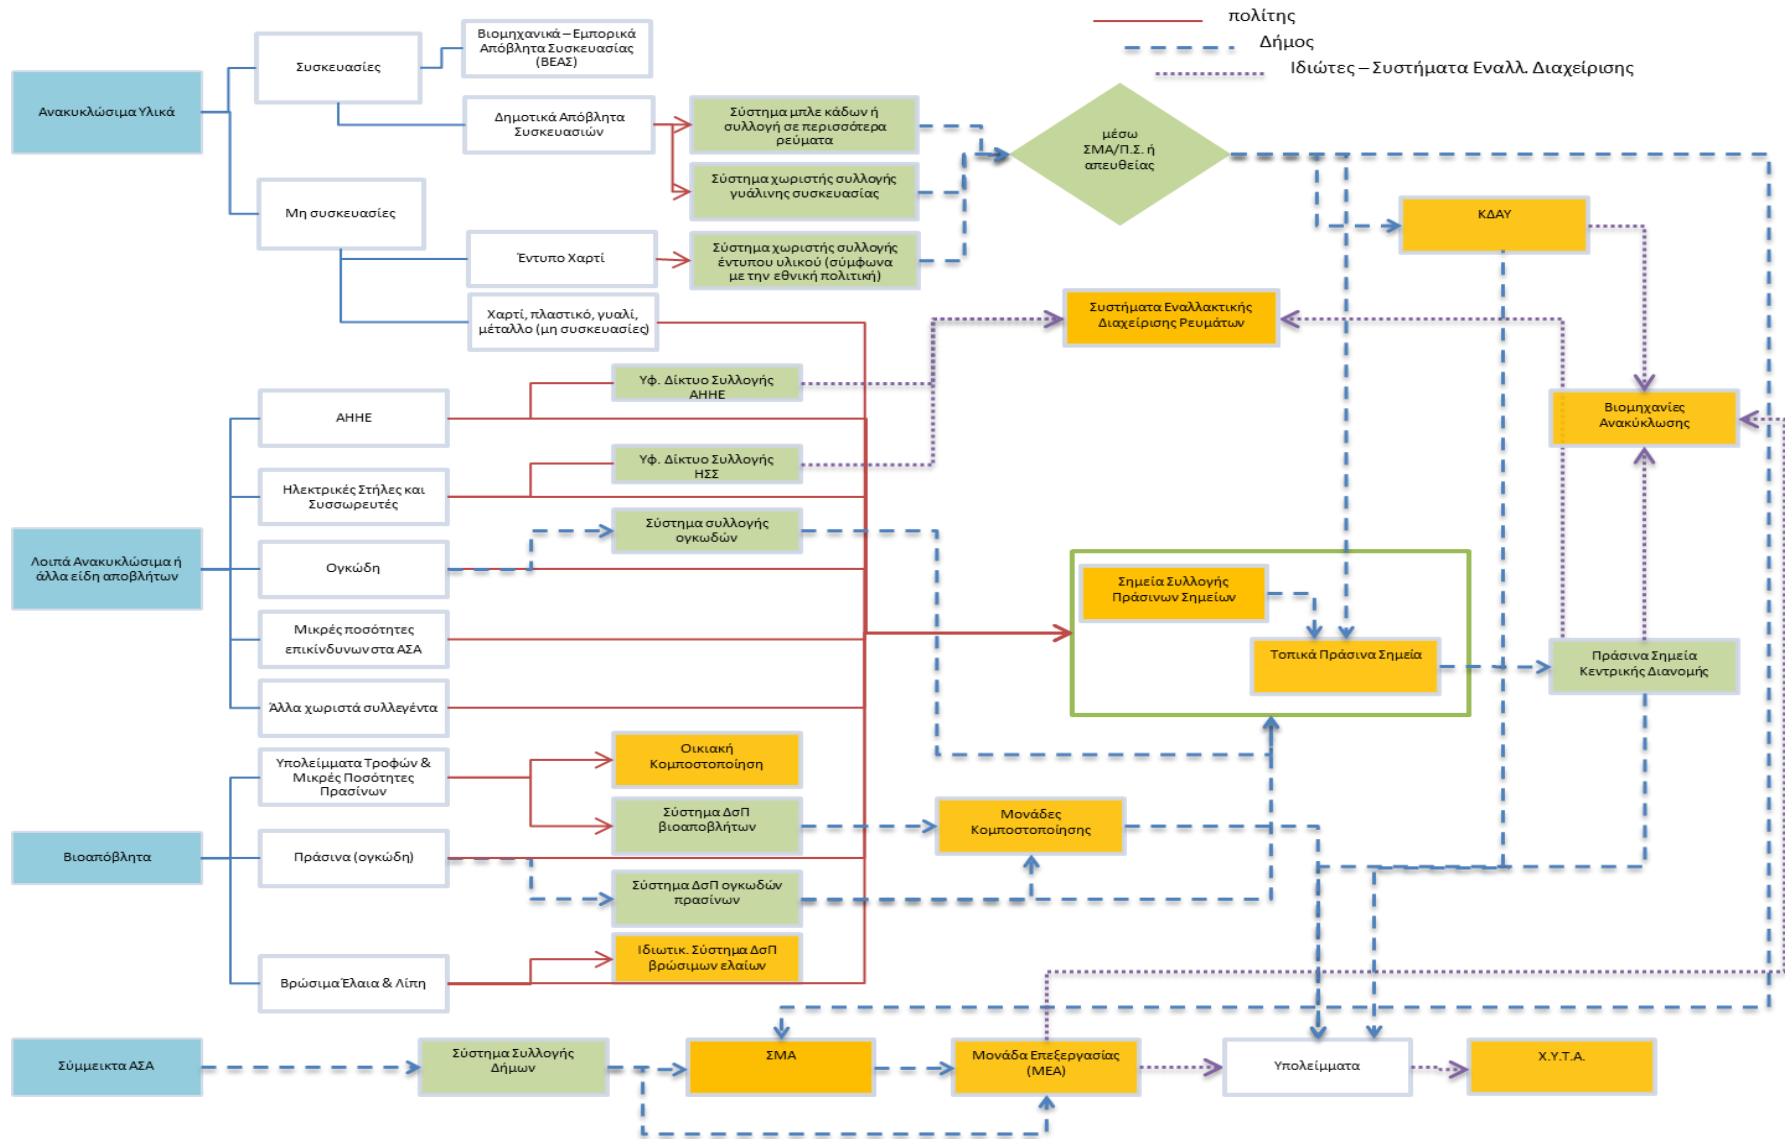 πολίτης
Δήμος
Ιδιώτες – Συστήματα Εναλλ. Διαχείρισης
Βιομηχανικά – Εμπορικά
Απόβλητα Συσκευασίας
(ΒΕΑΣ)
Συσκευασίες
Ανακυκλώσιμα Υλικά
Δημοτικά Απόβλητα
Συσκευασιών
Σύστημα μπλε κάδων ή
συλλογή σε περισσότερα
ρεύματα
μέσω
ΣΜΑ/Π.Σ. ή
απευθείας
Σύστημα χωριστής συλλογής
γυάλινης συσκευασίας
Μη συσκευασίες
ΚΔΑΥ
Έντυπο Χαρτί
Σύστημα χωριστής συλλογής
έντυπου υλικού (σύμφωνα
με την εθνική πολιτική)
Χαρτί, πλαστικό, γυαλί,
μέταλλο (μη συσκευασίες)
Συστήματα Εναλλακτικής
Διαχείρισης Ρευμάτων
Υφ. Δίκτυο Συλλογής
ΑΗΗΕ
ΑΗΗΕ
Βιομηχανίες
Ανακύκλωσης
Υφ. Δίκτυο Συλλογής
ΗΣΣ
Ηλεκτρικές Στήλες και
Συσσωρευτές
Σύστημα συλλογής
ογκωδών
Λοιπά Ανακυκλώσιμα ή
άλλα είδη αποβλήτων
Ογκώδη
Σημεία Συλλογής
Πράσινων Σημείων
Μικρές ποσότητες
επικίνδυνων στα ΑΣΑ
Τοπικά Πράσινα Σημεία
Πράσινα Σημεία
Κεντρικής Διανομής
Άλλα χωριστά συλλεγέντα
Υπολείμματα Τροφών &
Μικρές Ποσότητες
Πρασίνων
Οικιακή
Κομποστοποίηση
Σύστημα ΔσΠ
βιοαποβλήτων
Μονάδες
Κομποστοποίησης
Βιοαπόβλητα
Πράσινα (ογκώδη)
Σύστημα ΔσΠ ογκωδών
πρασίνων
Ιδιωτικ. Σύστημα ΔσΠ
βρώσιμων ελαίων
Βρώσιμα Έλαια & Λίπη
Σύμμεικτα ΑΣΑ
Σύστημα Συλλογής
Δήμων
ΣΜΑ
Μονάδα Επεξεργασίας
(ΜΕΑ)
Υπολείμματα
Χ.Υ.Τ.Α.